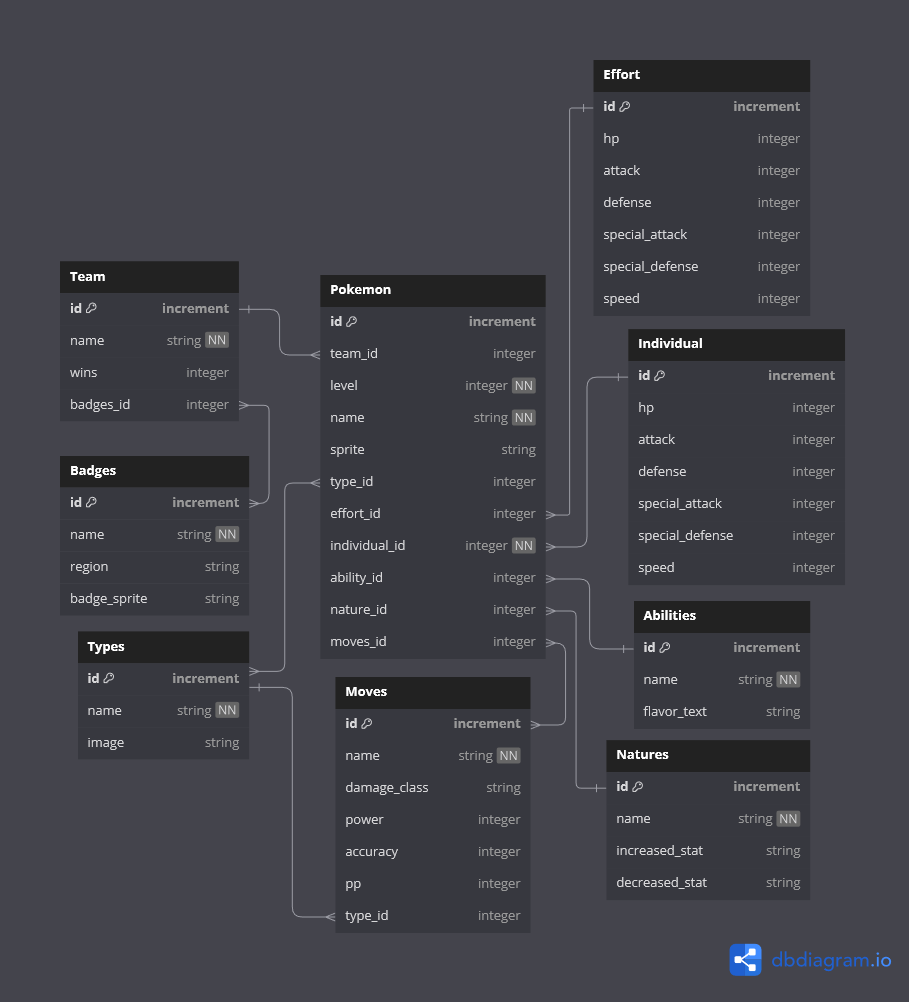 Effort
id increment
hp integer
attack integer
defense integer
special_attack integer
special_defense integer
speed integer
Team
id increment
name string NN
wins integer
badges_id integer
Pokemon
id increment
team_id integer
level integer NN
name string NN
sprite string
type_id integer
effort_id integer
individual_id integer NN
ability_id integer
nature_id integer
moves_id integer
Individual
id increment
hp integer
attack integer
defense integer
special_attack integer
special_defense integer
speed integer
Badges
id increment
name string NN
region string
badge_sprite string
Types
id increment
name string NN
image string
Moves
id increment
name string NN
damage_class string
power integer
accuracy integer
pp integer
type_id integer
Abilities
id increment
name string NN
flavor_text string
Natures
id increment
name string NN
increased_stat string
decreased_stat string
dbdiagram.io